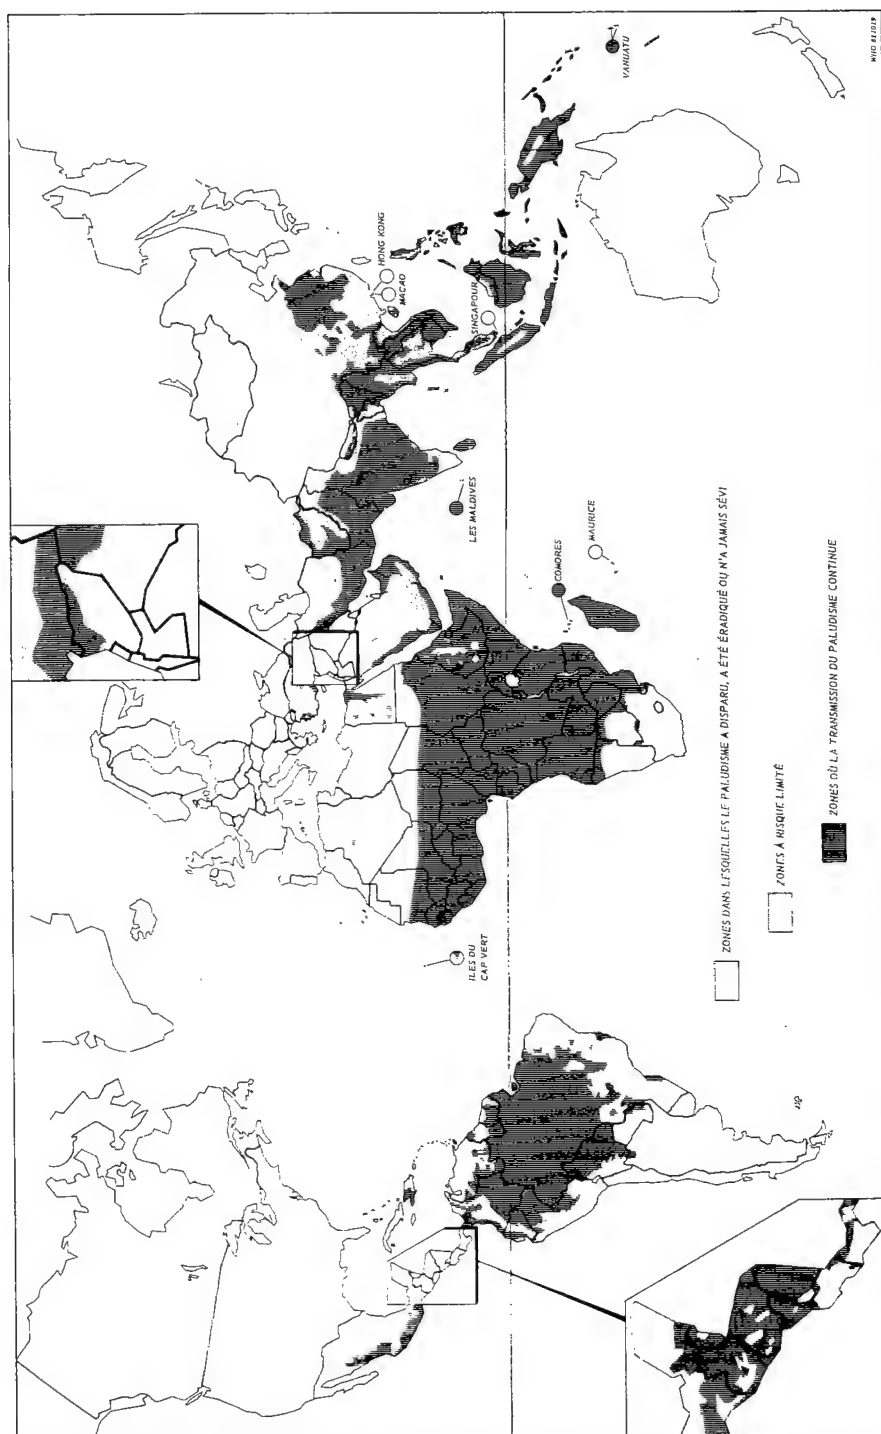 VANUATU
HONG KONG
MACAO
SINGAPOUR
LES MALDIVES
COMORES
MAURICE
ILES DU
CAP VERT
ZONES DANS LESQUELLES LE PALUDISME A DISPARU, A ÉTÉ ÉRADIQUÉ OU N'A JAMAIS SÉVI
ZONES À RISQUE LIMITÉ
ZONES OÙ LA TRANSMISSION DU PALUDISME CONTINUE